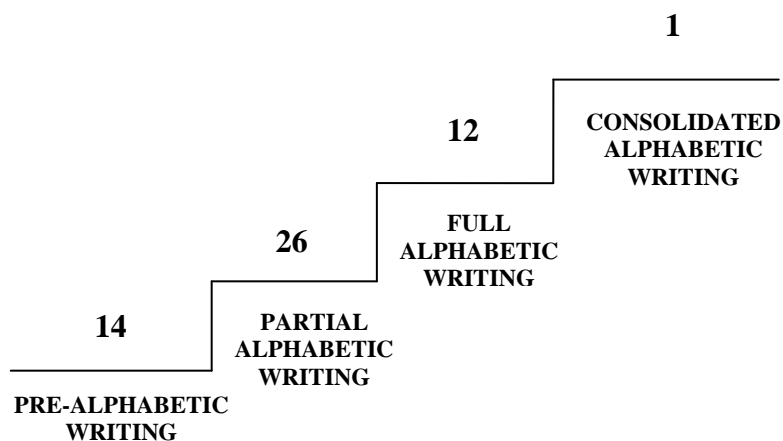 1
CONSOLIDATED
ALPHABETIC
WRITING
12
FULL
ALPHABETIC
WRITING
26
PARTIAL
ALPHABETIC
WRITING
14
PRE-ALPHABETIC
WRITING